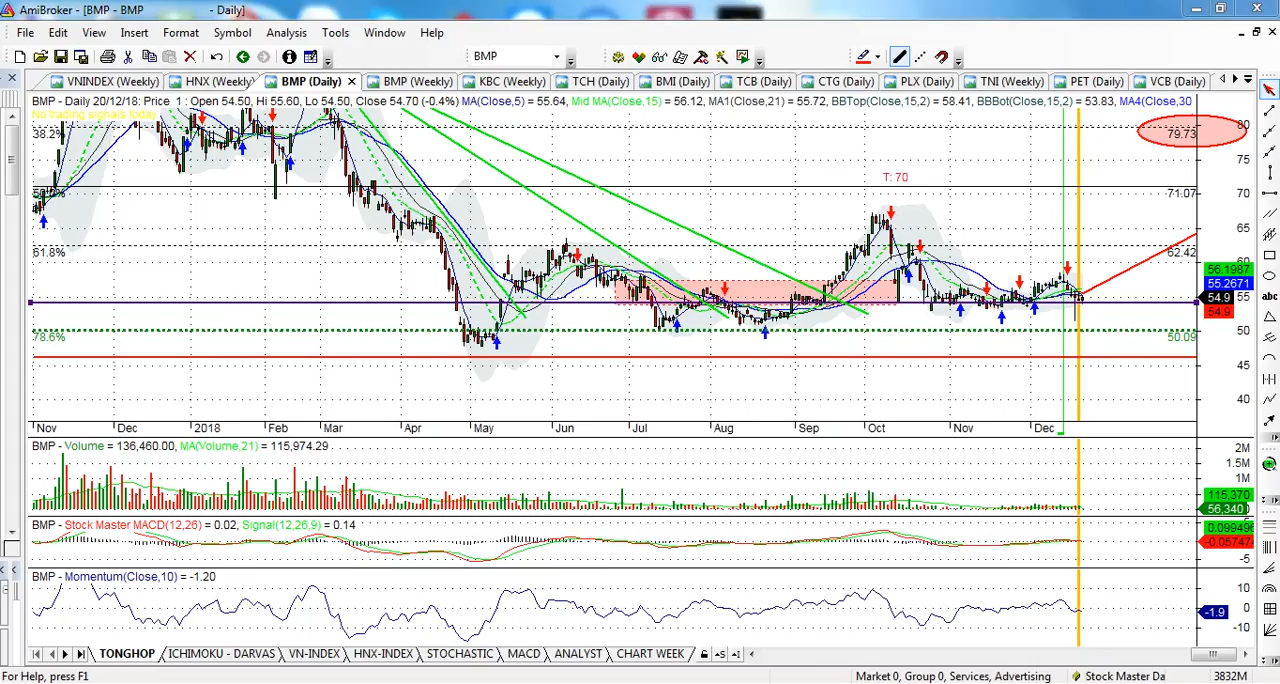 AmiBroker - [BMP - BMP - Daily]
File Edit View Insert Format Symbol Analysis Tools Window Help
BMP
VNINDEX (Weekly) HNX (Weekly) BMP (Daily) BMP (Weekly) KBC (Weekly) TCH (Daily) BMI (Daily) TCB (Daily) CTG (Daily) PLX (Daily) TNI (Weekly) PET (Daily) VCB (Daily)
BMP - Daily 20/12/18: Price 1 : Open 54.50, Hi 55.60, Lo 54.50, Close 54.70 (-0.4%) MA(Close,5) = 55.64, Mid MA(Close,15) = 56.12, MA1(Close,21) = 55.72, BBTop(Close,15,2) = 58.41, BBBot(Close,15,2) = 53.83, MA4(Close,30
No trading signals today
38.2%
79.73
80
75
T: 70
50.0%
71.07
70
65
61.8%
62.42
60
56.1987
55.2671
54.9
55
54.9
50
78.6%
50.09
45
40
Nov Dec 2018 Feb Mar Apr May Jun Jul Aug Sep Oct Nov Dec
BMP - Volume = 136,460.00, MA(Volume,21) = 115,974.29
2M
1.5M
1M
115,370
56,340
BMP - Stock Master MACD(12,26) = 0.02, Signal(12,26,9) = 0.14
0.099496
-0.05747
-5
BMP - Momentum(Close,10) = -1.20
10
0
-1.9
-10
TONGHOP ICHIMOKU - DARVAS VN-INDEX HNX-INDEX STOCHASTIC MACD ANALYST CHART WEEK
For Help, press F1 Market 0, Group 0, Services, Advertising Stock Master Da 3832M